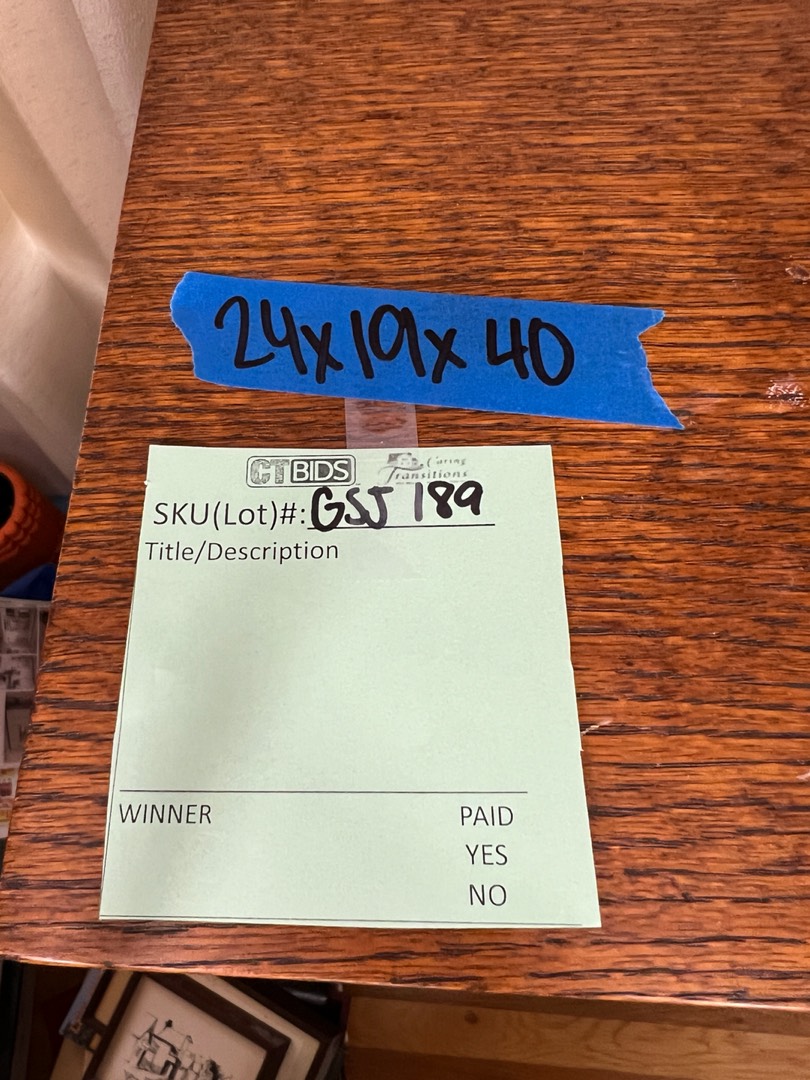 24x19x40
CTBIDS
Caring
Transitions
SKU(Lot)#: GSJ 189
Title/Description
WINNER
PAID
YES
NO